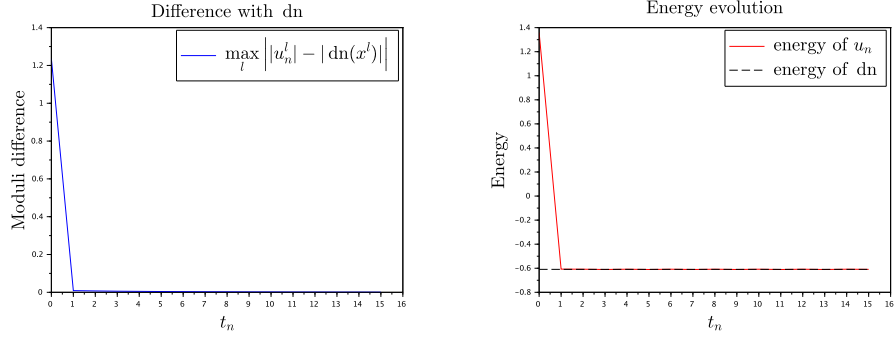 Difference with dn
max_l ||u_n^l| − |dn(x^l)||
Moduli difference
1.4
1.2
1
0.8
0.6
0.4
0.2
0
0 1 2 3 4 5 6 7 8 9 10 11 12 13 14 15 16
t_n
Energy evolution
energy of u_n
energy of dn
Energy
1.4
1.2
1
0.8
0.6
0.4
0.2
0
−0.2
−0.4
−0.6
−0.8
0 1 2 3 4 5 6 7 8 9 10 11 12 13 14 15 16
t_n